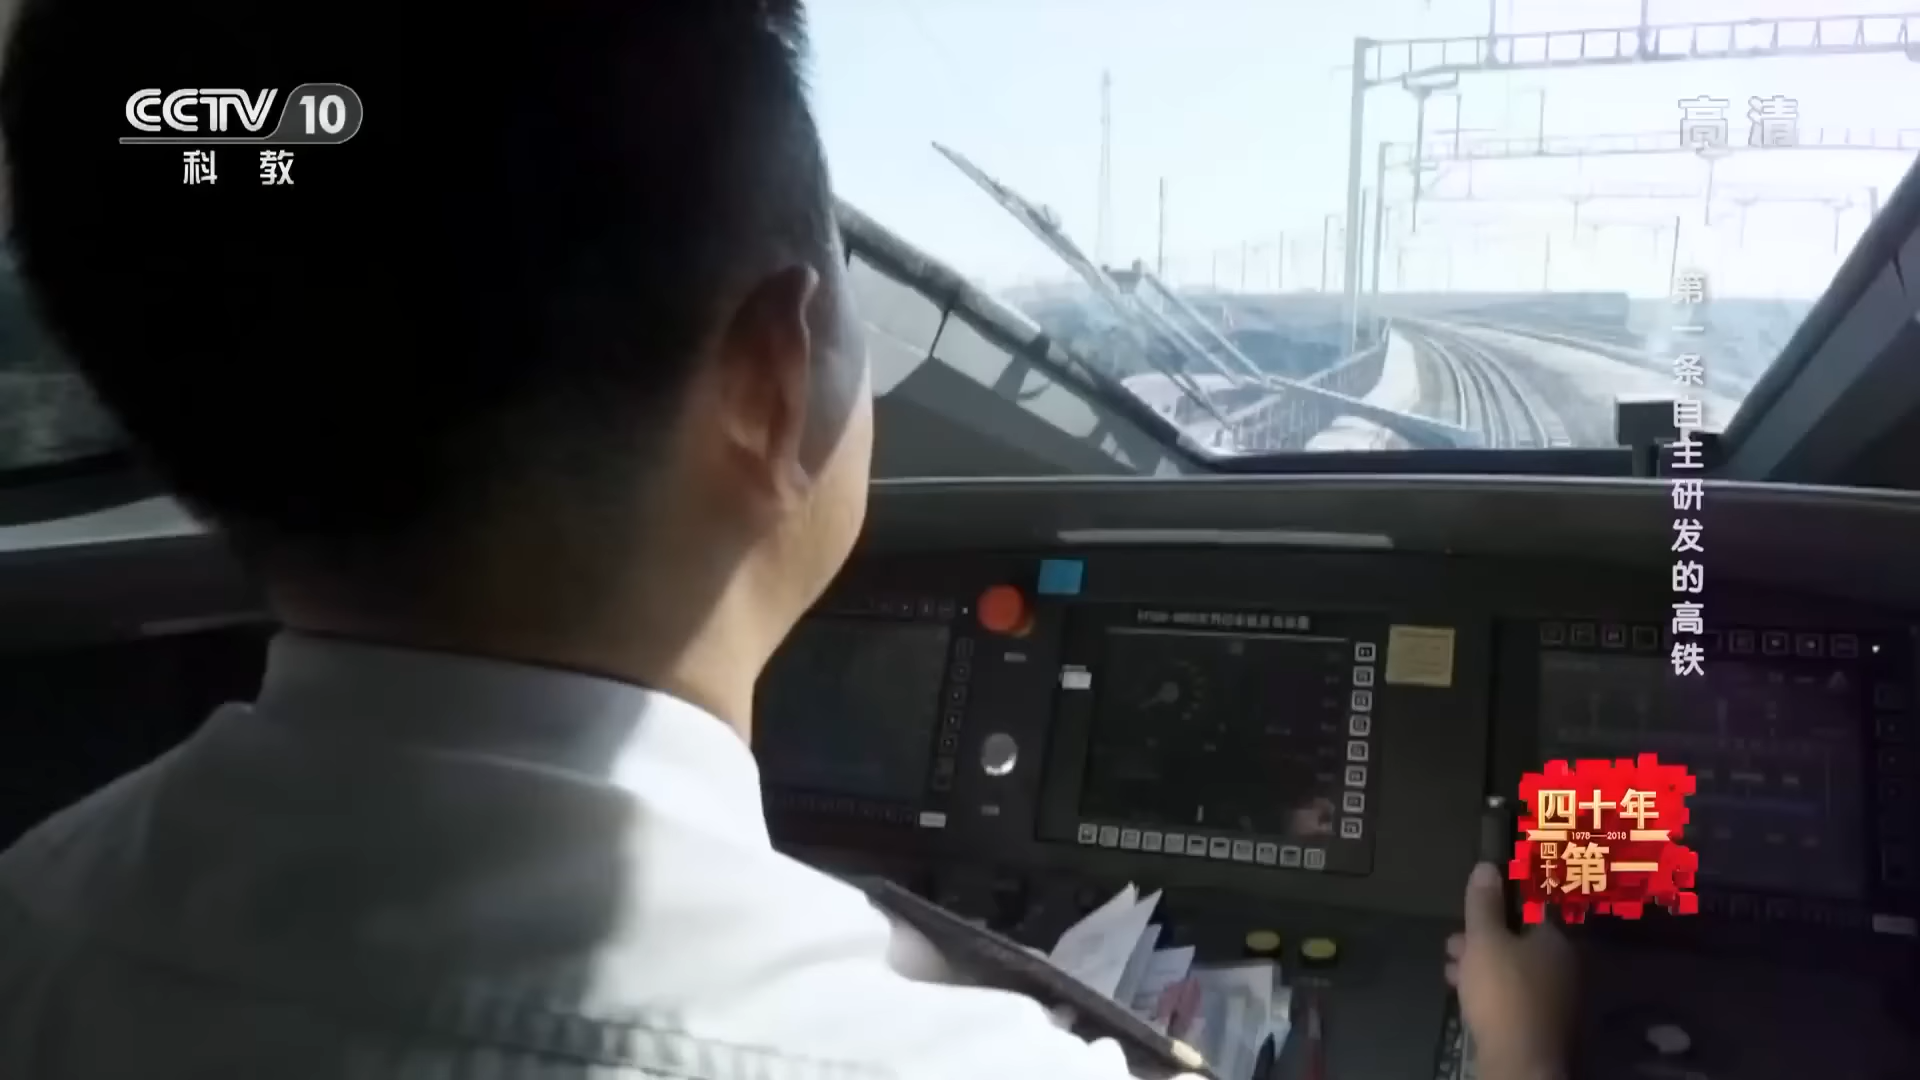 CCTV 10
科教
高清
第一条自主研发的高铁
四十年
1978——2018
四十个
第一